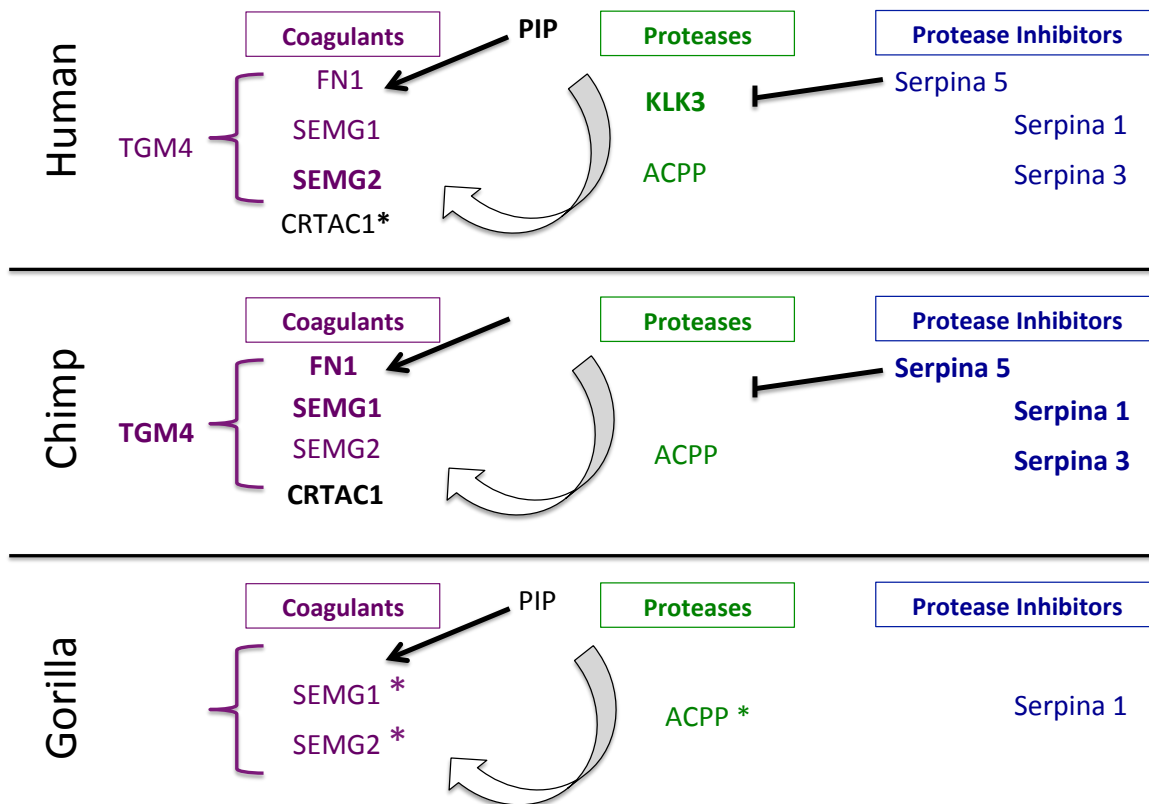 Human
Coagulants
PIP
Proteases
Protease Inhibitors
FN1
KLK3
Serpina 5
TGM4
SEMG1
Serpina 1
SEMG2
ACPP
Serpina 3
CRTAC1*
Chimp
Coagulants
Proteases
Protease Inhibitors
FN1
Serpina 5
TGM4
SEMG1
Serpina 1
SEMG2
ACPP
Serpina 3
CRTAC1
Gorilla
Coagulants
PIP
Proteases
Protease Inhibitors
SEMG1 *
ACPP *
Serpina 1
SEMG2 *